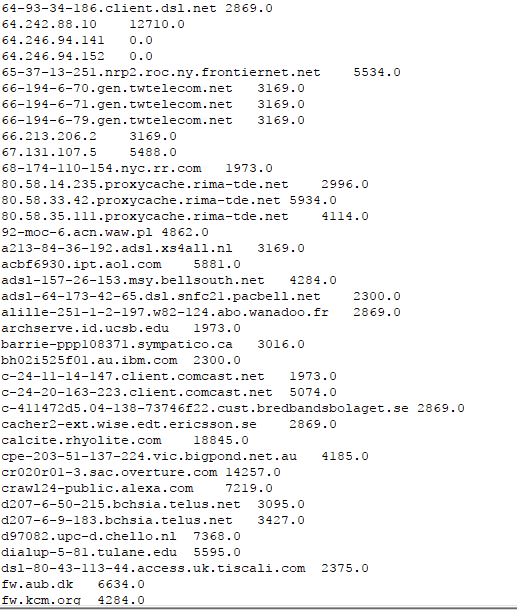 64-93-34-186.client.dsl.net 2869.0
64.242.88.10 12710.0
64.246.94.141 0.0
64.246.94.152 0.0
65-37-13-251.nrp2.roc.ny.frontiernet.net 5534.0
66-194-6-70.gen.twtelecom.net 3169.0
66-194-6-71.gen.twtelecom.net 3169.0
66-194-6-79.gen.twtelecom.net 3169.0
66.213.206.2 3169.0
67.131.107.5 5488.0
68-174-110-154.nyc.rr.com 1973.0
80.58.14.235.proxycache.rima-tde.net 2996.0
80.58.33.42.proxycache.rima-tde.net 5934.0
80.58.35.111.proxycache.rima-tde.net 4114.0
92-moc-6.acn.waw.pl 4862.0
a213-84-36-192.adsl.xs4all.nl 3169.0
acbf6930.ipt.aol.com 5881.0
adsl-157-26-153.msy.bellsouth.net 4284.0
adsl-64-173-42-65.dsl.snfc21.pacbell.net 2300.0
alille-251-1-2-197.w82-124.abo.wanadoo.fr 2869.0
archserve.id.ucsb.edu 1973.0
barrie-ppp108371.sympatico.ca 3016.0
bh02i525f01.au.ibm.com 2300.0
c-24-11-14-147.client.comcast.net 1973.0
c-24-20-163-223.client.comcast.net 5074.0
c-411472d5.04-138-73746f22.cust.bredbandsbolaget.se 2869.0
cacher2-ext.wise.edt.ericsson.se 2869.0
calcite.rhyolite.com 18845.0
cpe-203-51-137-224.vic.bigpond.net.au 4185.0
cr020r01-3.sac.overture.com 14257.0
crawl24-public.alexa.com 7219.0
d207-6-50-215.bchsia.telus.net 3095.0
d207-6-9-183.bchsia.telus.net 3427.0
d97082.upc-d.chello.nl 7368.0
dialup-5-81.tulane.edu 5595.0
dsl-80-43-113-44.access.uk.tiscali.com 2375.0
fw.aub.dk 6634.0
fw.kcm.org 4284.0